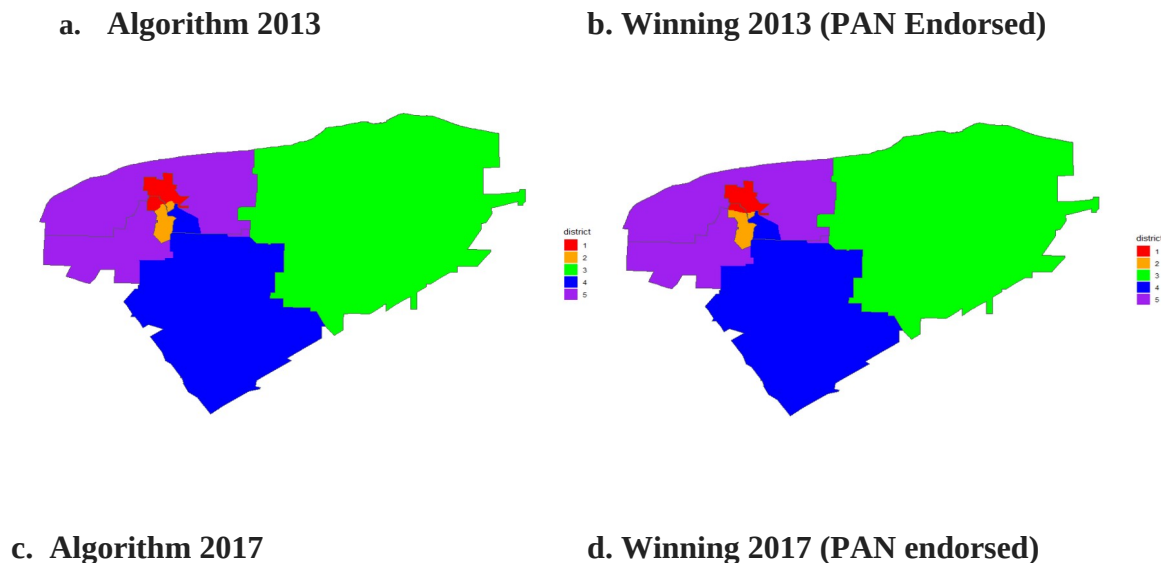 a. Algorithm 2013
b. Winning 2013 (PAN Endorsed)
district
1
2
3
4
5
district
1
2
3
4
5
c. Algorithm 2017
d. Winning 2017 (PAN endorsed)